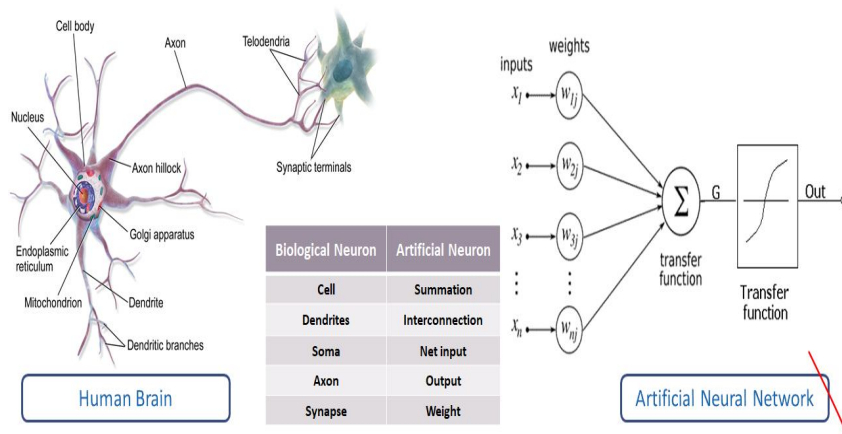 Cell body
Axon
Telodendria
Nucleus
Axon hillock
Synaptic terminals
Endoplasmic
reticulum
Golgi apparatus
Mitochondrion
Dendrite
Dendritic branches
Human Brain
Biological Neuron Artificial Neuron
Cell Summation
Dendrites Interconnection
Soma Net input
Axon Output
Synapse Weight
weights
inputs
x1 w1j
x2 w2j
x3 w3j
⋮ ⋮
xn wnj
Σ
transfer
function
G
Out
Transfer
function
Artificial Neural Network